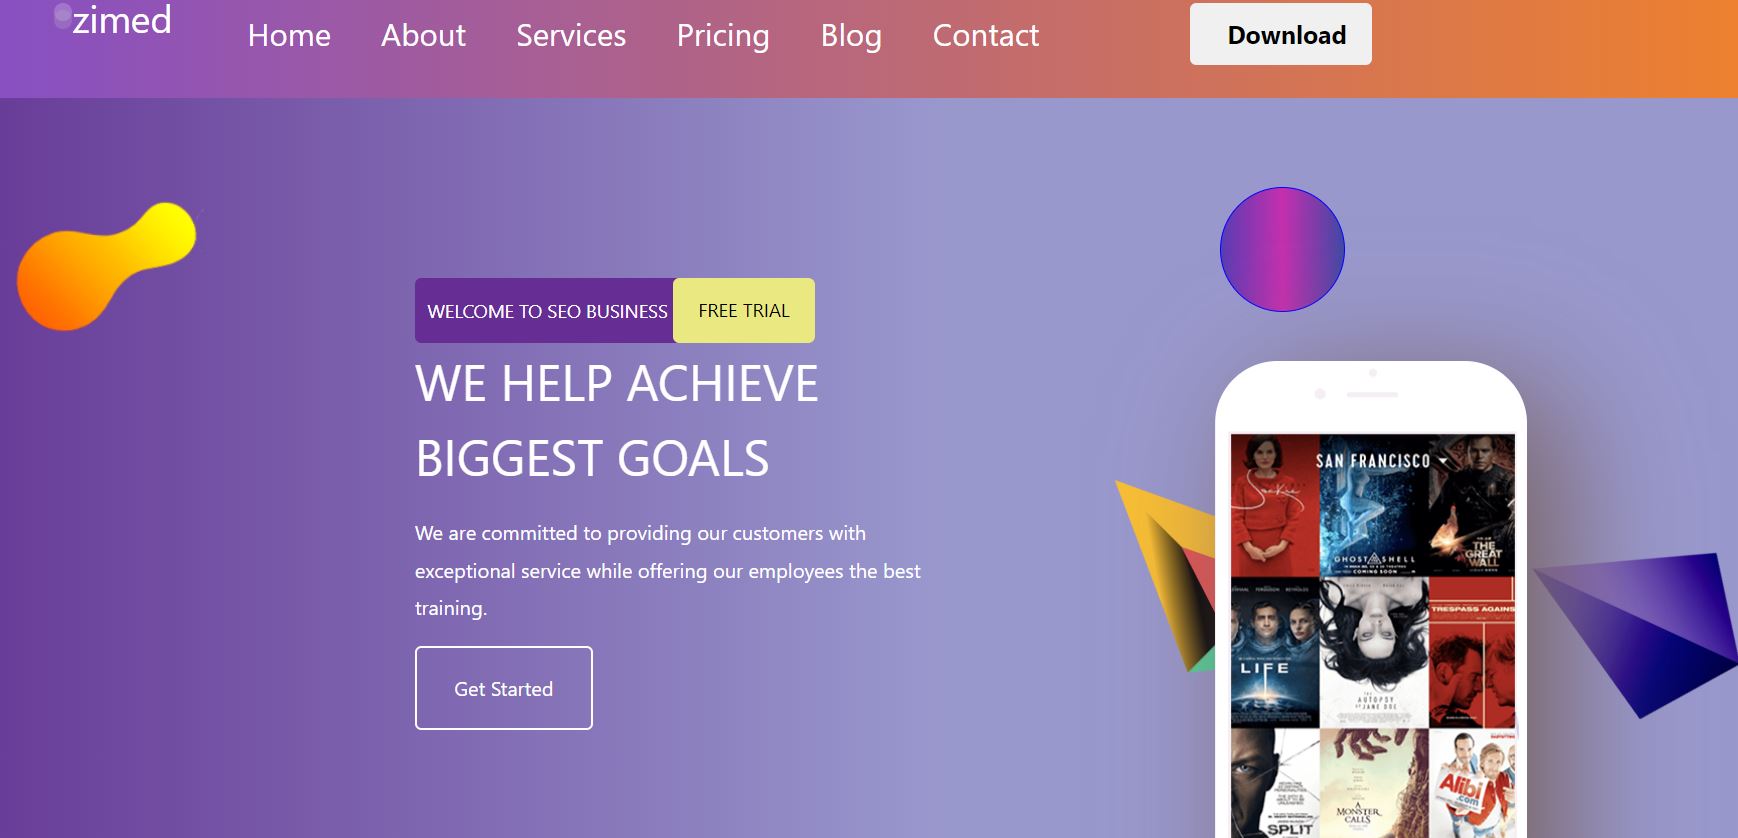 zimed
Home About Services Pricing Blog Contact
Download
WELCOME TO SEO BUSINESS
FREE TRIAL
WE HELP ACHIEVE
BIGGEST GOALS
We are committed to providing our customers with
exceptional service while offering our employees the best
training.
Get Started
SAN FRANCISCO
GHOST SHELL
COMING SOON
THE
GREAT
WALL
REYNOLDS
LIFE
THE
AUTOPSY
OF JANE DOE
TRESPASS AGAINS
SPLIT
A
MONSTER
CALLS
Alibi
.com